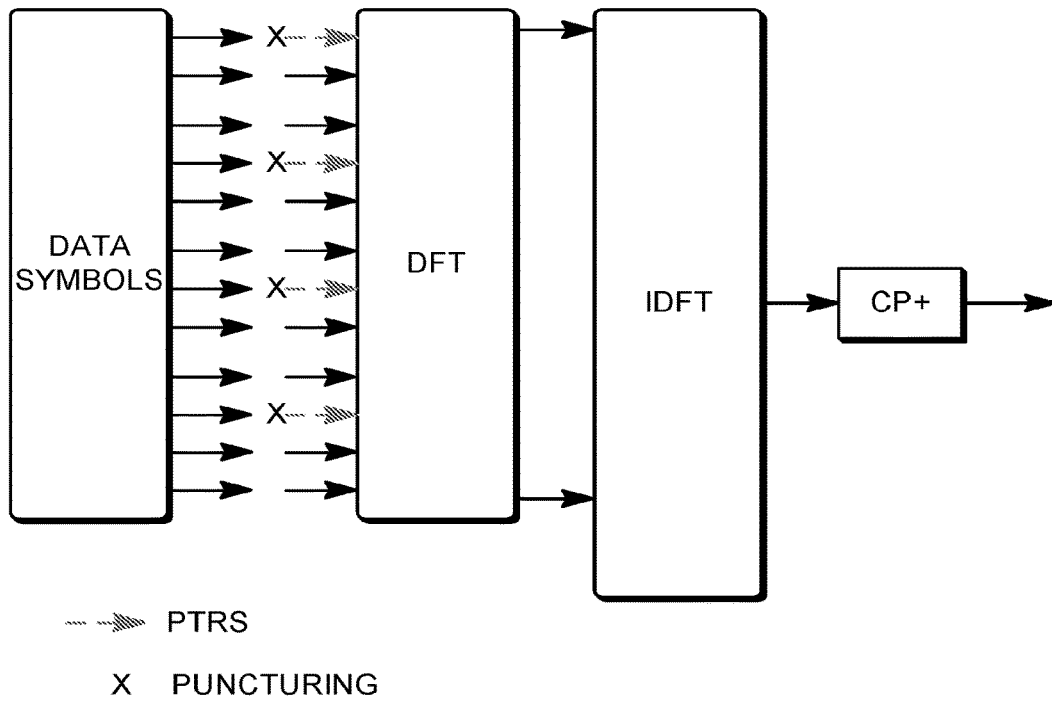 X
X
X
X
DATA
SYMBOLS
DFT
IDFT
CP+
PTRS
X PUNCTURING